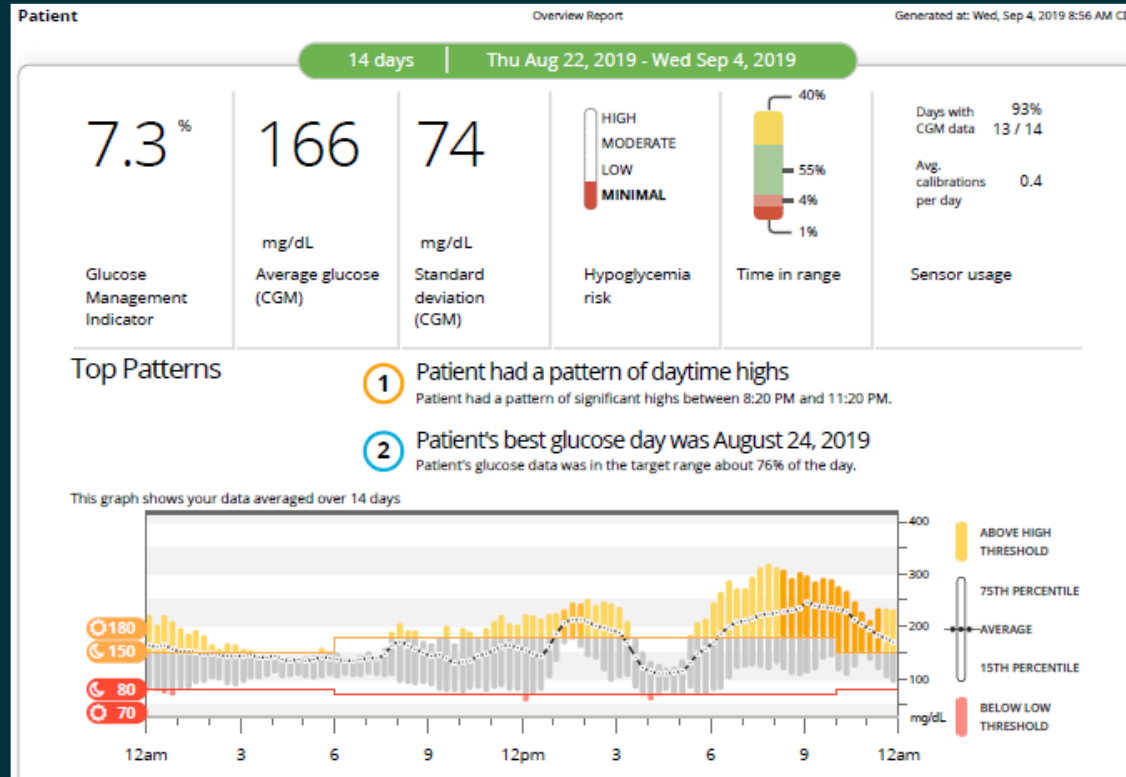 Patient
Overview Report
Generated at: Wed, Sep 4, 2019 8:56 AM
14 days
Thu Aug 22, 2019 - Wed Sep 4, 2019
7.3 %
Glucose
Management
Indicator
166
mg/dL
Average glucose
(CGM)
74
mg/dL
Standard
deviation
(CGM)
HIGH
MODERATE
LOW
MINIMAL
Hypoglycemia
risk
40%
55%
4%
1%
Time in range
Days with
CGM data
93%
13 / 14
Avg.
calibrations
per day
0.4
Sensor usage
Top Patterns
1
Patient had a pattern of daytime highs
Patient had a pattern of significant highs between 8:20 PM and 11:20 PM.
2
Patient's best glucose day was August 24, 2019
Patient's glucose data was in the target range about 76% of the day.
This graph shows your data averaged over 14 days
180
150
80
70
400
300
200
100
mg/dL
12am
3
6
9
12pm
3
6
9
12am
ABOVE HIGH
THRESHOLD
75TH PERCENTILE
AVERAGE
15TH PERCENTILE
BELOW LOW
THRESHOLD